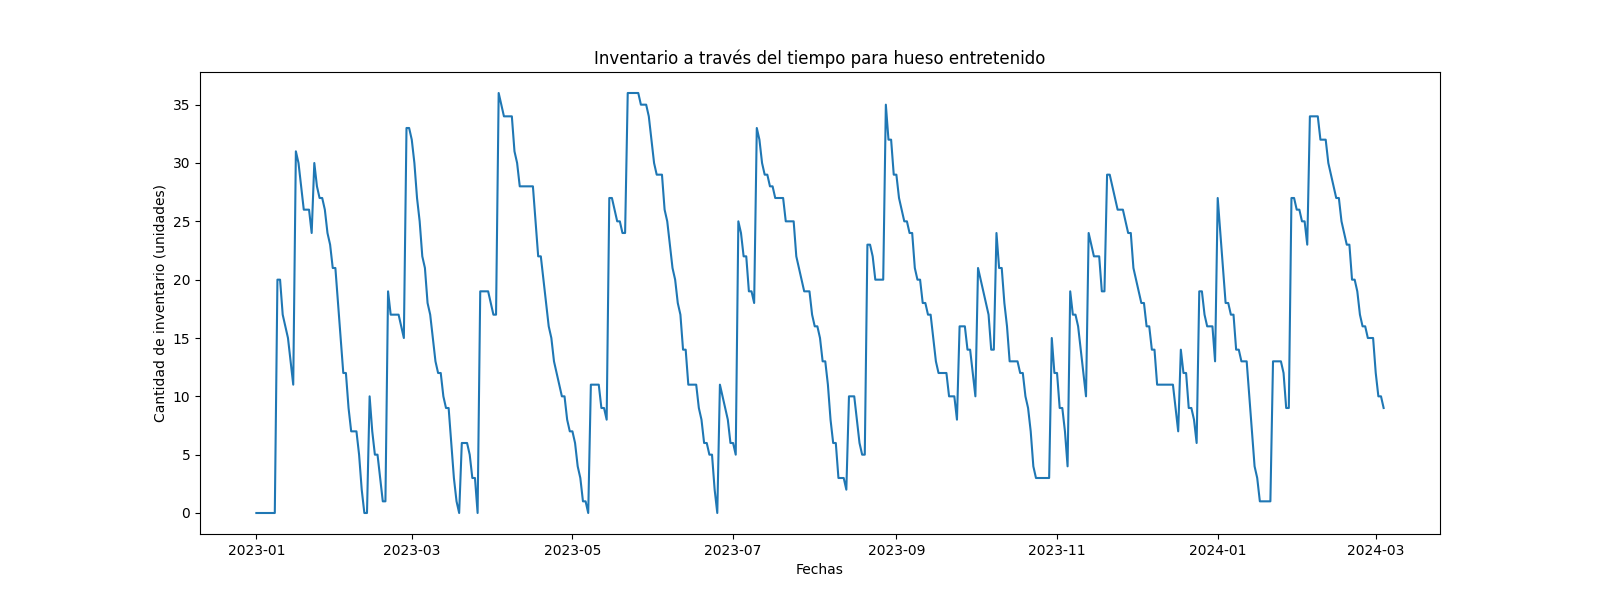 Inventario a través del tiempo para hueso entretenido
Cantidad de inventario (unidades)
35
30
25
20
15
10
5
0
2023-01 2023-03 2023-05 2023-07 2023-09 2023-11 2024-01 2024-03
Fechas